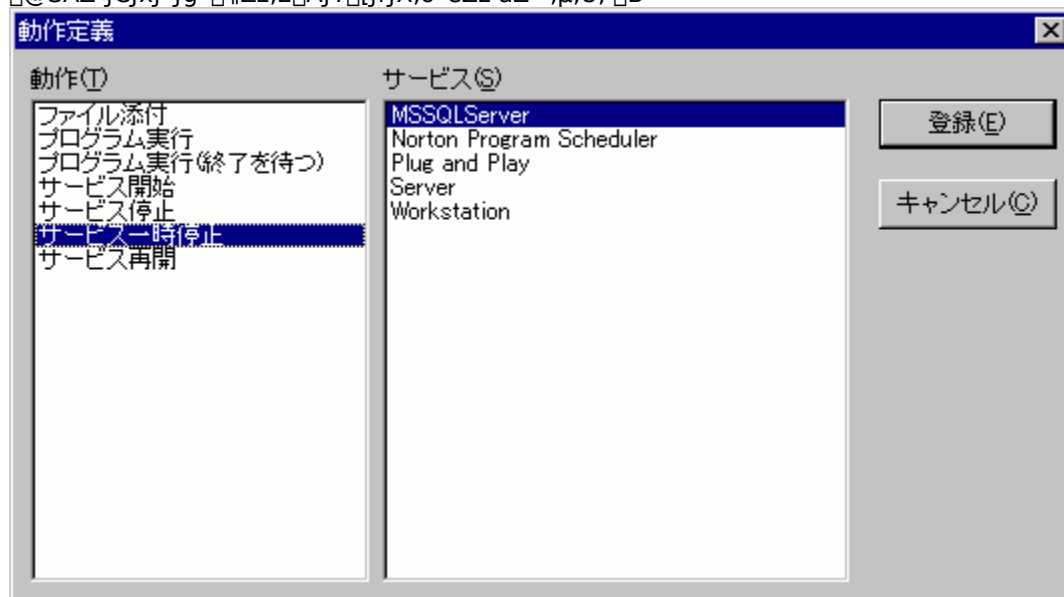 動作定義
動作(T)
サービス(S)
ファイル添付
プログラム実行
プログラム実行(終了を待つ)
サービス開始
サービス停止
サービス一時停止
サービス再開
MSSQLServer
Norton Program Scheduler
Plug and Play
Server
Workstation
登録(E)
キャンセル(C)